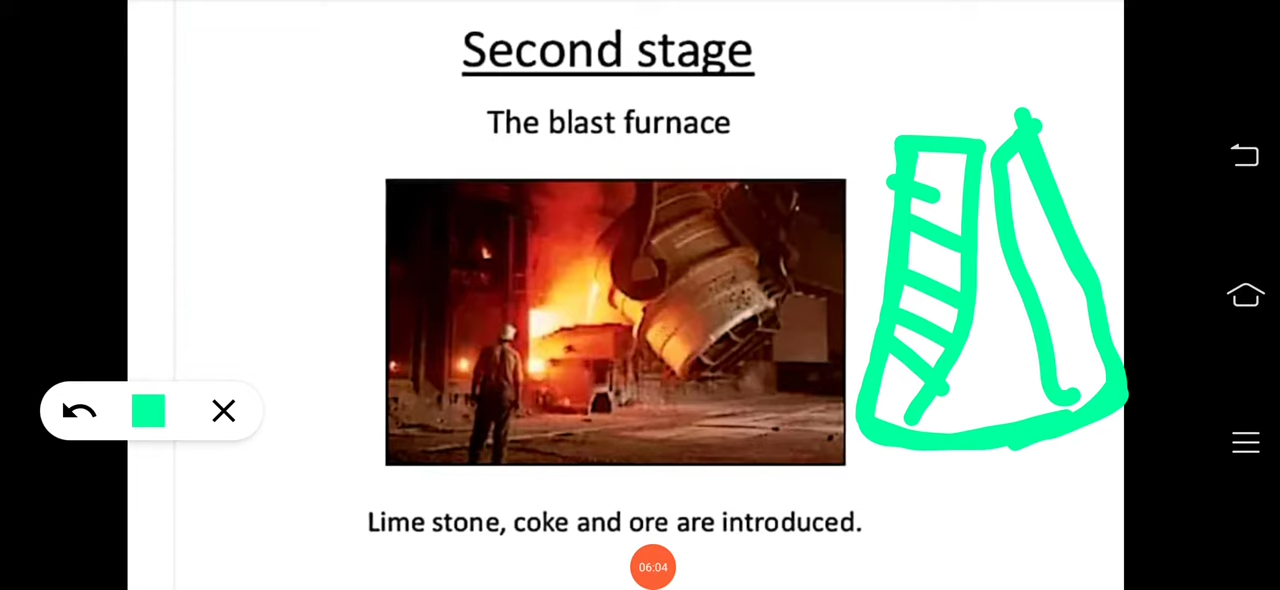 Second stage
The blast furnace
Lime stone, coke and ore are introduced.
06:04